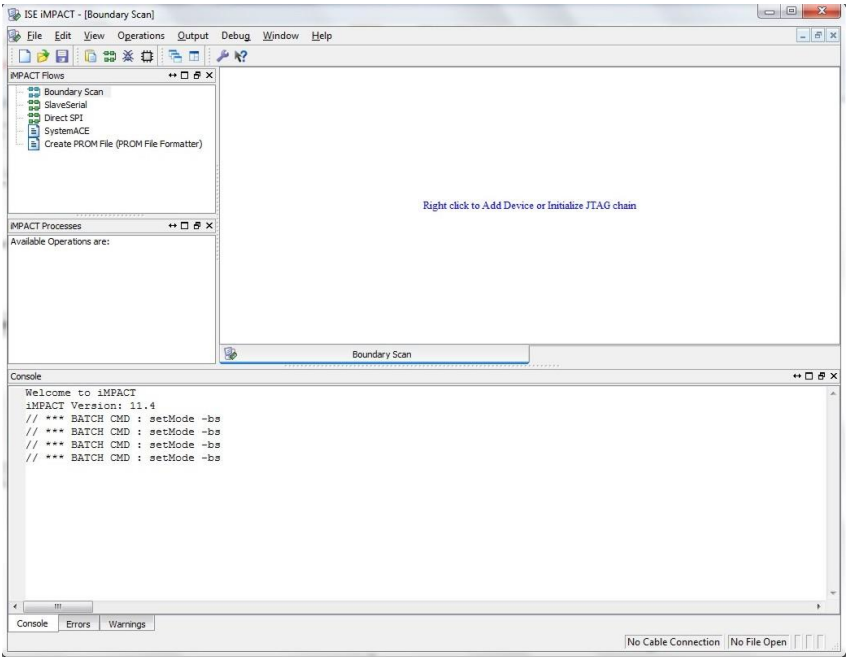 ISE iMPACT - [Boundary Scan]
File Edit View Operations Output Debug Window Help
iMPACT Flows
Boundary Scan
SlaveSerial
Direct SPI
SystemACE
Create PROM File (PROM File Formatter)
Right click to Add Device or Initialize JTAG chain
iMPACT Processes
Available Operations are:
Boundary Scan
Console
Welcome to iMPACT
iMPACT Version: 11.4
// *** BATCH CMD : setMode -bs
// *** BATCH CMD : setMode -bs
// *** BATCH CMD : setMode -bs
// *** BATCH CMD : setMode -bs
Console Errors Warnings
No Cable Connection No File Open